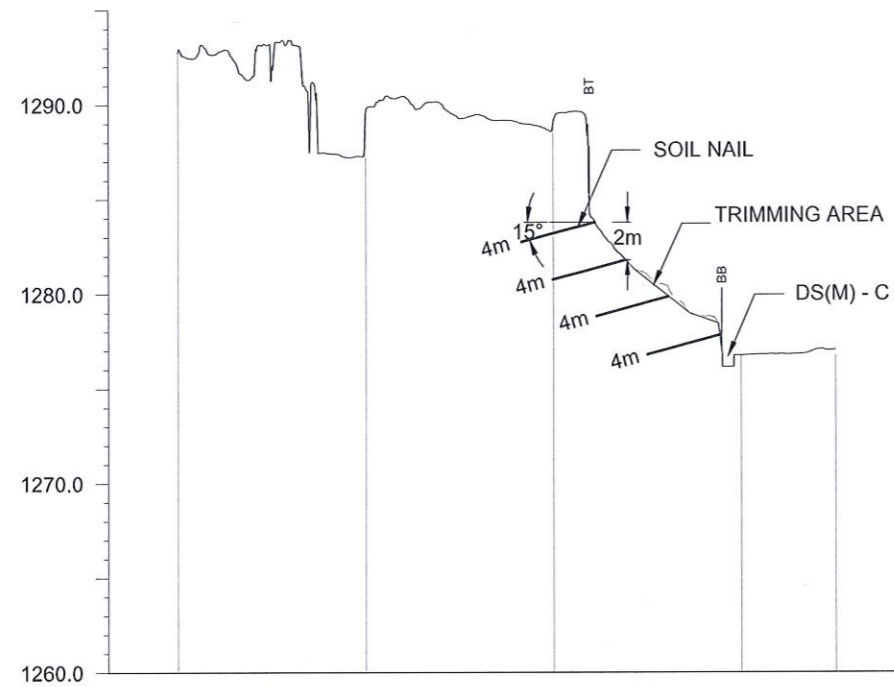 1290.0
BT
SOIL NAIL
15°
4m
2m
TRIMMING AREA
4m
1280.0
BB
DS(M) - C
4m
4m
1270.0
1260.0